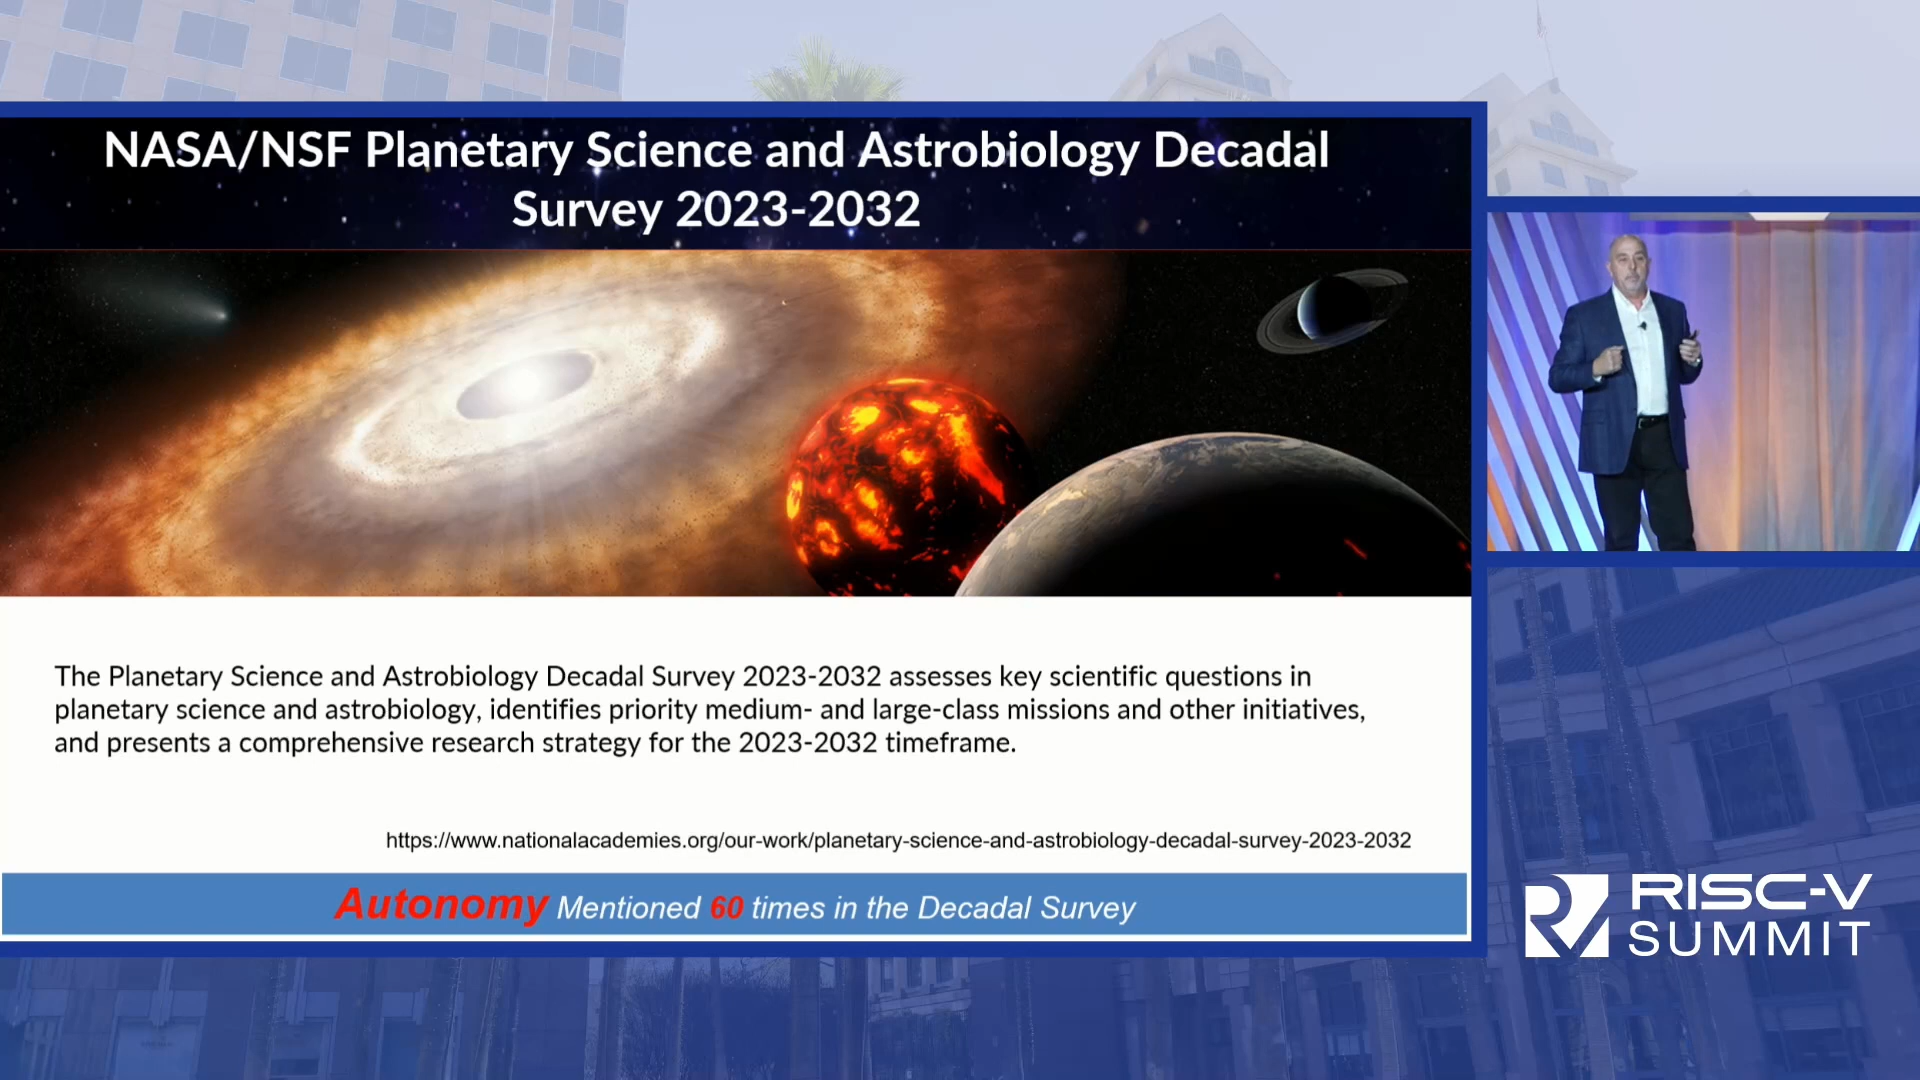 NASA/NSF Planetary Science and Astrobiology Decadal
Survey 2023-2032
The Planetary Science and Astrobiology Decadal Survey 2023-2032 assesses key scientific questions in
planetary science and astrobiology, identifies priority medium- and large-class missions and other initiatives,
and presents a comprehensive research strategy for the 2023-2032 timeframe.
https://www.nationalacademies.org/our-work/planetary-science-and-astrobiology-decadal-survey-2023-2032
Autonomy Mentioned 60 times in the Decadal Survey
RISC-V
SUMMIT